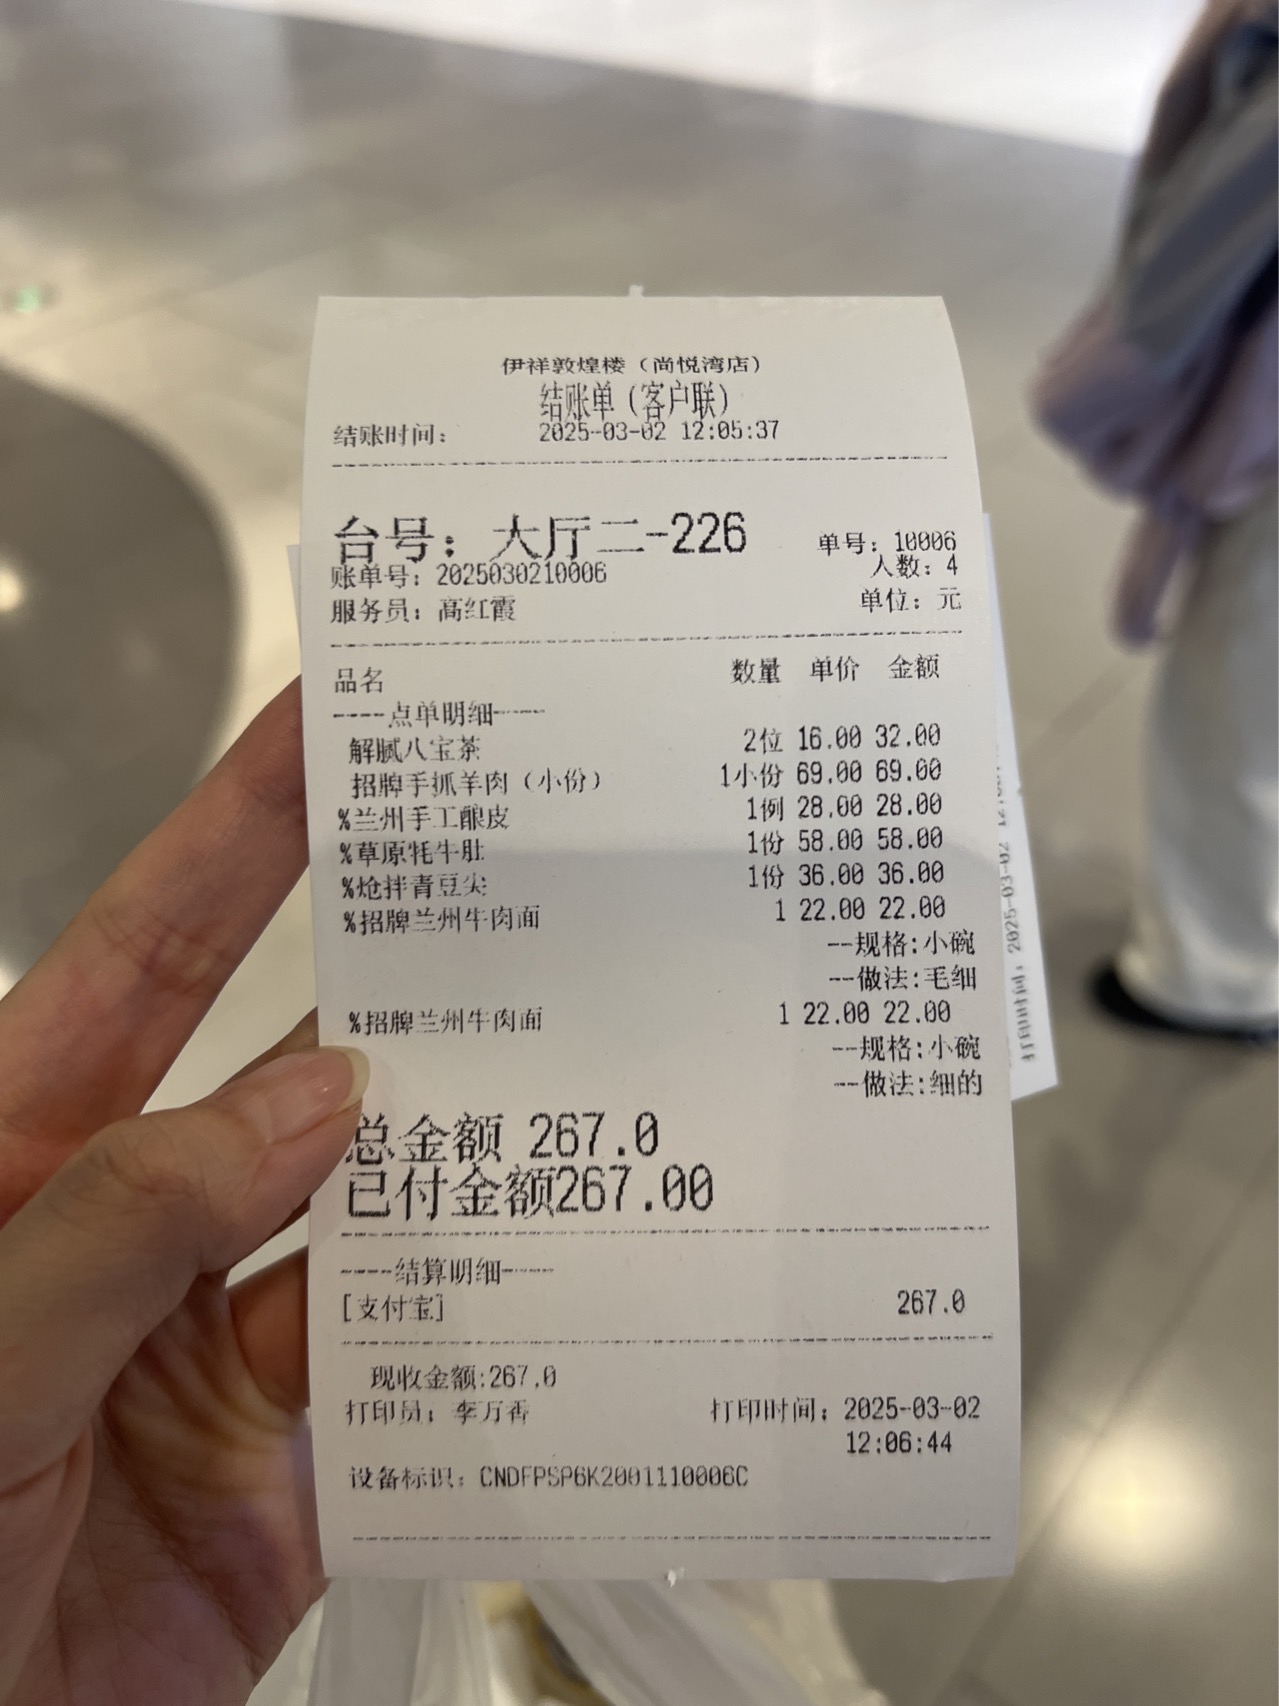 伊祥敦煌楼（尚悦湾店）
结账单（客户联）
结账时间： 2025-03-02 12:05:37
台号：大厅二-226 单号：10006
账单号：2025030210006 人数：4
服务员：高红霞 单位：元
品名 数量 单价 金额
----点单明细----
解腻八宝茶 2位 16.00 32.00
招牌手抓羊肉（小份） 1小份 69.00 69.00
%兰州手工酿皮 1例 28.00 28.00
%草原牦牛肚 1份 58.00 58.00
%炝拌青豆尖 1份 36.00 36.00
%招牌兰州牛肉面 1 22.00 22.00
--规格:小碗
--做法:毛细
%招牌兰州牛肉面 1 22.00 22.00
--规格:小碗
--做法:细的
总金额 267.0
已付金额267.00
----结算明细----
[支付宝] 267.0
现收金额:267.0
打印员：李万香 打印时间：2025-03-02
12:06:44
设备标识：CNDFPSP6K2001110006C
打印时间：2025-03-02